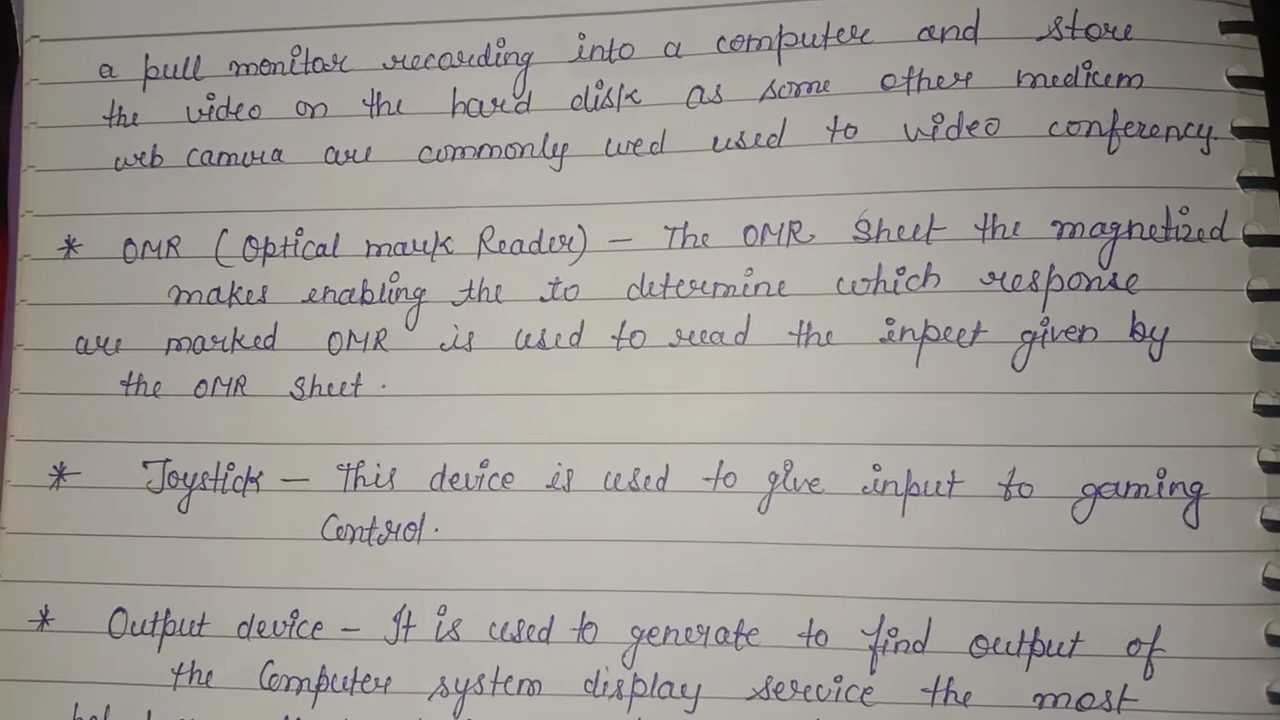 a pull monitar recording into a computer and store
the video on the hard disk as some other medicem
web camera are commonly wed used to video conferency.
* OMR (Optical mark Reader) – The OMR Sheet the magnetized
makes enabling the to determine which response
are marked OMR is used to read the inpeet given by
the OMR Sheet.
* Joystick – This device is used to give input to gaming
Control.
* Output device – It is used to generate to find output of
the Computer system display service the most